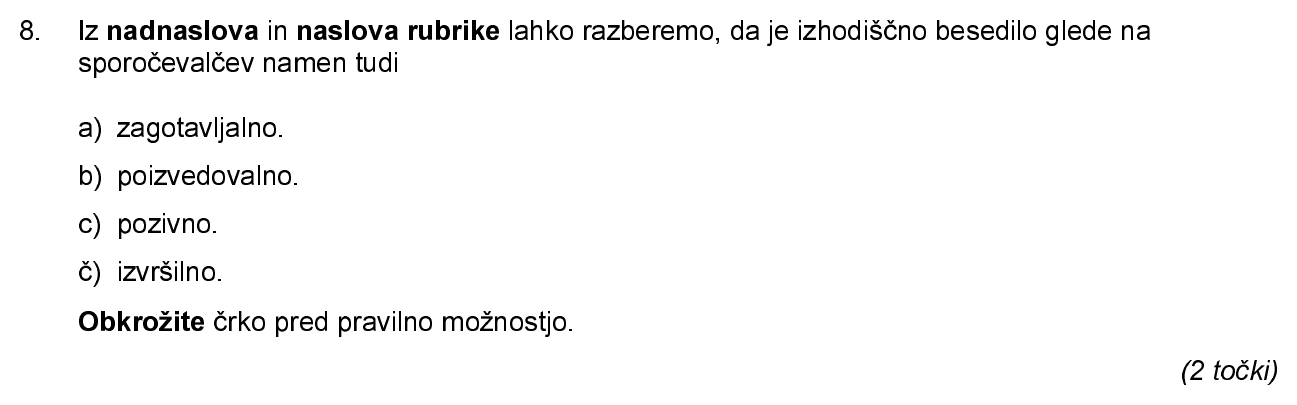 8. Iz nadnaslova in naslova rubrike lahko razberemo, da je izhodiščno besedilo glede na
sporočevalčev namen tudi
a) zagotavljalno.
b) poizvedovalno.
c) pozivno.
č) izvršilno.
Obkrožite črko pred pravilno možnostjo.
(2 točki)